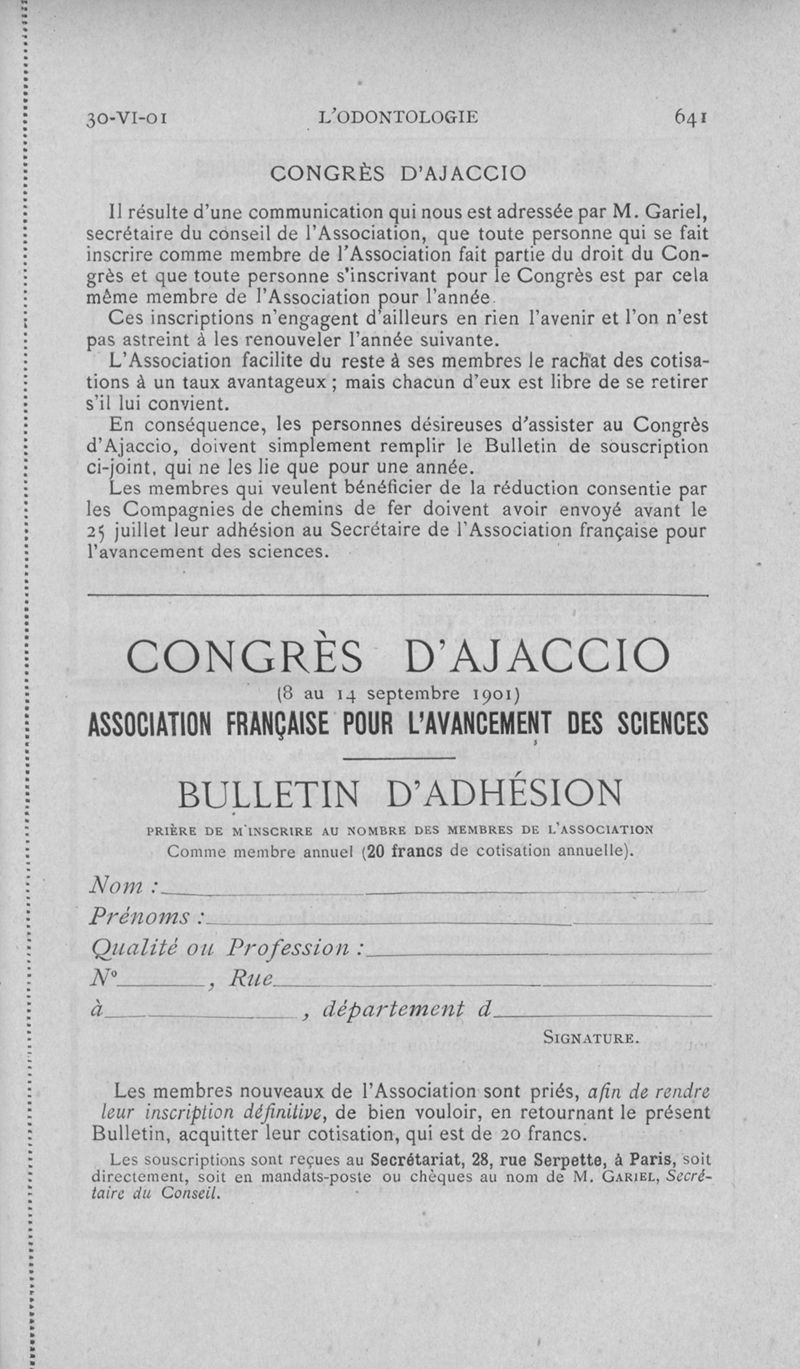 30-VI-01 L'ODONTOLOGIE 641
CONGRÈS D'AJACCIO
Il résulte d'une communication qui nous est adressée par M. Gariel,
secrétaire du conseil de l'Association, que toute personne qui se fait
inscrire comme membre de l'Association fait partie du droit du Con-
grès et que toute personne s'inscrivant pour le Congrès est par cela
même membre de l'Association pour l'année.
Ces inscriptions n'engagent d'ailleurs en rien l'avenir et l'on n'est
pas astreint à les renouveler l'année suivante.
L'Association facilite du reste à ses membres le rachat des cotisa-
tions à un taux avantageux ; mais chacun d'eux est libre de se retirer
s'il lui convient.
En conséquence, les personnes désireuses d'assister au Congrès
d'Ajaccio, doivent simplement remplir le Bulletin de souscription
ci-joint, qui ne les lie que pour une année.
Les membres qui veulent bénéficier de la réduction consentie par
les Compagnies de chemins de fer doivent avoir envoyé avant le
25 juillet leur adhésion au Secrétaire de l'Association française pour
l'avancement des sciences.
CONGRÈS D'AJACCIO
(8 au 14 septembre 1901)
ASSOCIATION FRANÇAISE POUR L'AVANCEMENT DES SCIENCES
BULLETIN D'ADHÉSION
PRIÈRE DE M'INSCRIRE AU NOMBRE DES MEMBRES DE L'ASSOCIATION
Comme membre annuel (20 francs de cotisation annuelle).
Nom :
Prénoms :
Qualité ou Profession :
N° , Rue
à , département d
SIGNATURE.
Les membres nouveaux de l'Association sont priés, afin de rendre
leur inscription définitive, de bien vouloir, en retournant le présent
Bulletin, acquitter leur cotisation, qui est de 20 francs.
Les souscriptions sont reçues au Secrétariat, 28, rue Serpette, à Paris, soit
directement, soit en mandats-poste ou chèques au nom de M. GARIEL, Secré-
taire du Conseil.